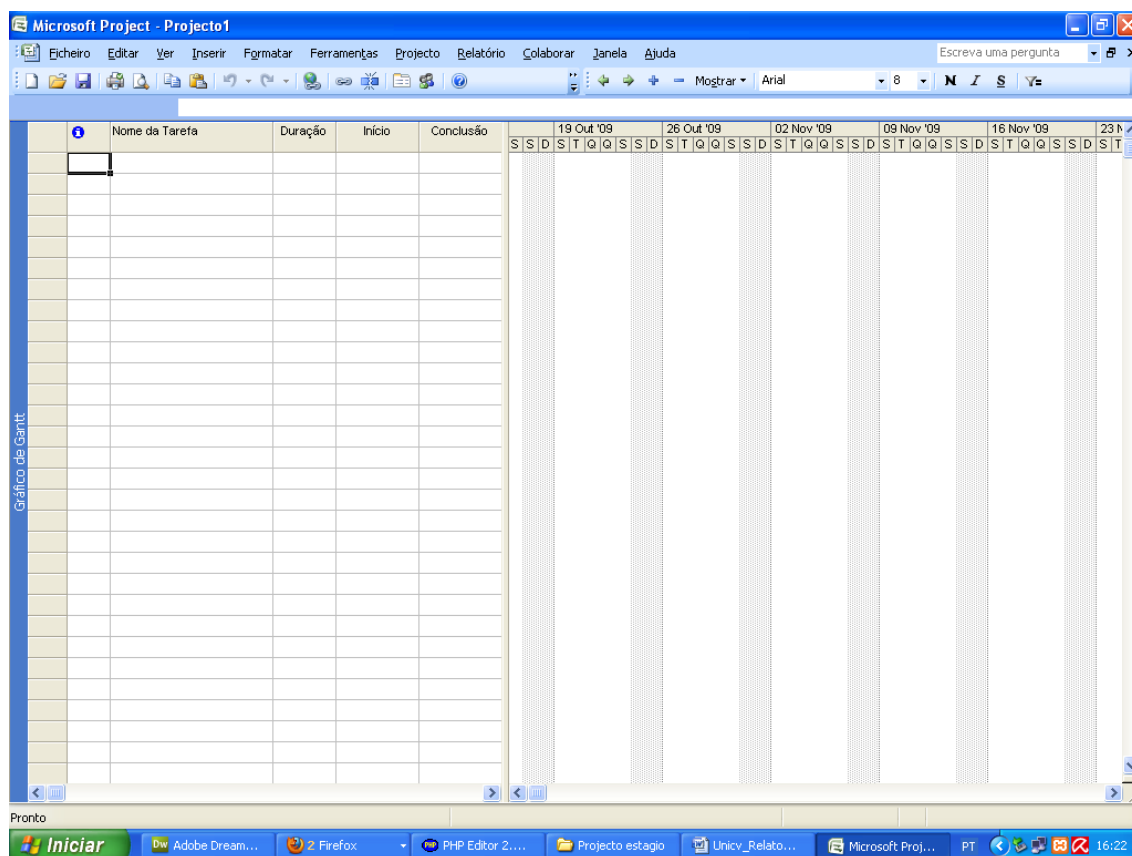 Microsoft Project - Projecto1
Ficheiro Editar Ver Inserir Formatar Ferramentas Projecto Relatório Colaborar Janela Ajuda Escreva uma pergunta
Mostrar Arial 8 N I S
Nome da Tarefa Duração Início Conclusão 19 Out '09 26 Out '09 02 Nov '09 09 Nov '09 16 Nov '09 23 N
S S D S T Q Q S S D S T Q Q S S D S T Q Q S S D S T Q Q S S D S T Q Q S S D S T
Gráfico de Gantt
Pronto
Iniciar Dw Adobe Dream... 2 Firefox PHP PHP Editor 2.... Projecto estagio Unicv_Relato... Microsoft Proj... PT 16:22